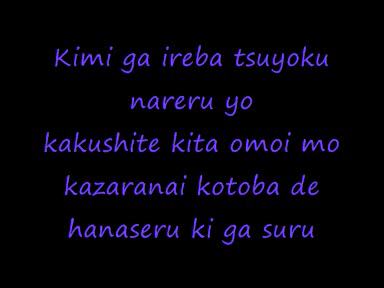 Kimi ga ireba tsuyoku
nareru yo
kakushite kita omoi mo
kazaranai kotoba de
hanaseru ki ga suru